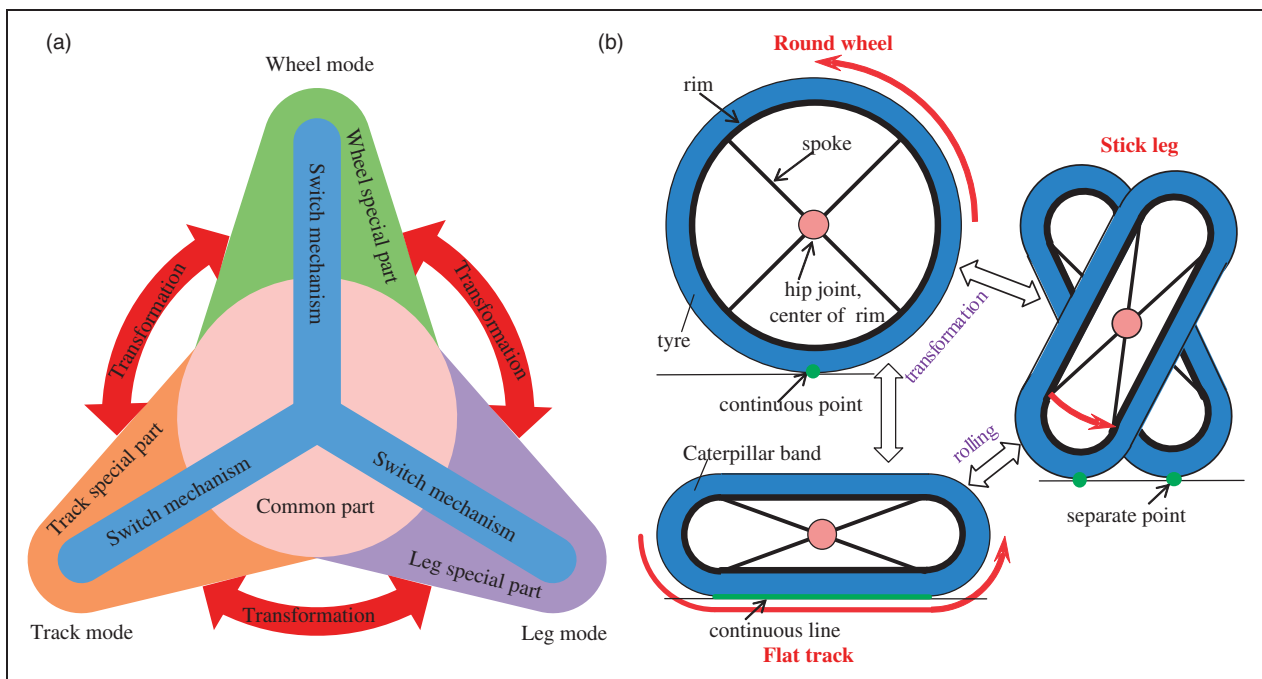 (a)
Wheel mode
Wheel special part
Switch mechanism
Transformation
Transformation
Track special part
Switch mechanism
Switch mechanism
Common part
Leg special part
Transformation
Track mode
Leg mode
(b)
Round wheel
rim
spoke
hip joint,
center of rim
tyre
continuous point
Stick leg
transformation
rolling
separate point
Caterpillar band
continuous line
Flat track